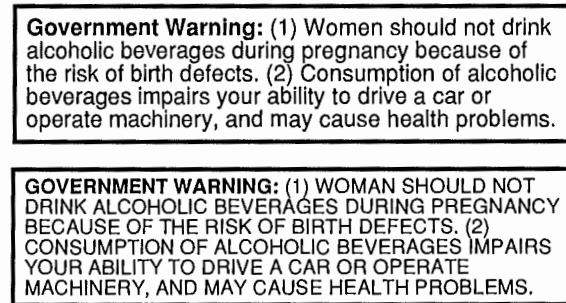 Government Warning: (1) Women should not drink
alcoholic beverages during pregnancy because of
the risk of birth defects. (2) Consumption of alcoholic
beverages impairs your ability to drive a car or
operate machinery, and may cause health problems.
GOVERNMENT WARNING: (1) WOMAN SHOULD NOT
DRINK ALCOHOLIC BEVERAGES DURING PREGNANCY
BECAUSE OF THE RISK OF BIRTH DEFECTS. (2)
CONSUMPTION OF ALCOHOLIC BEVERAGES IMPAIRS
YOUR ABILITY TO DRIVE A CAR OR OPERATE
MACHINERY, AND MAY CAUSE HEALTH PROBLEMS.